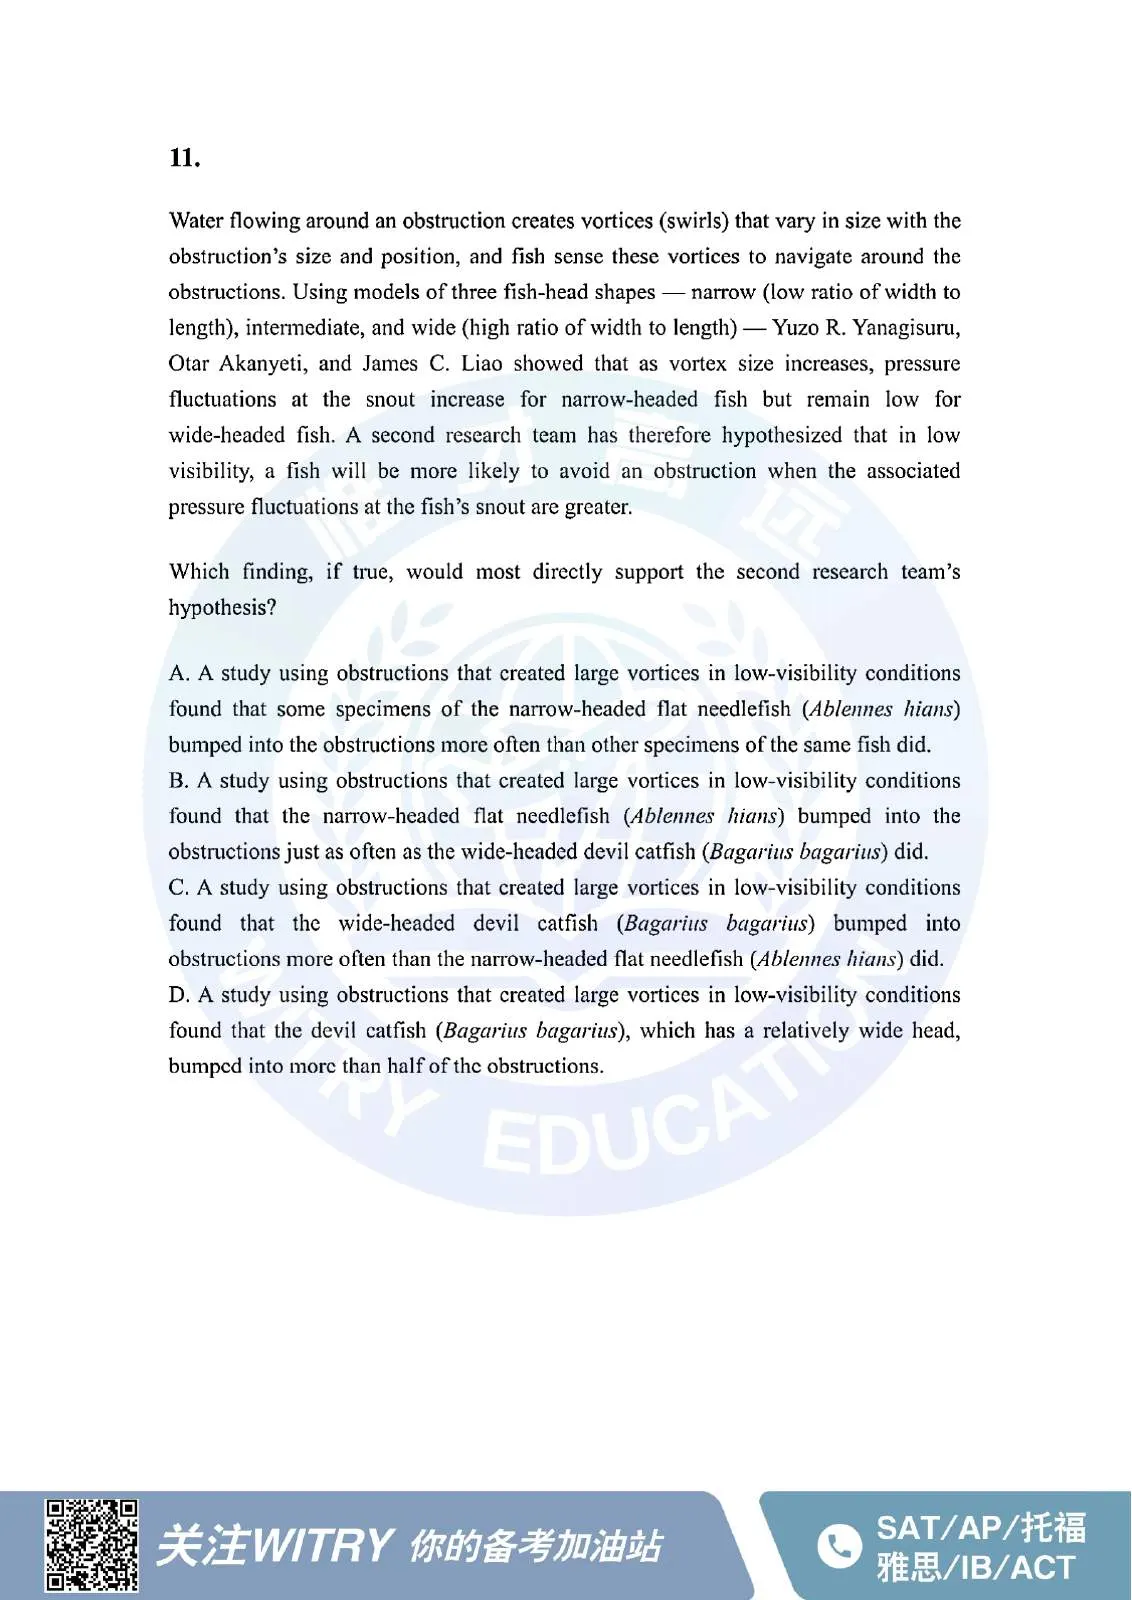 11.
Water flowing around an obstruction creates vortices (swirls) that vary in size with the
obstruction's size and position, and fish sense these vortices to navigate around the
obstructions. Using models of three fish-head shapes — narrow (low ratio of width to
length), intermediate, and wide (high ratio of width to length) — Yuzo R. Yanagisuru,
Otar Akanyeti, and James C. Liao showed that as vortex size increases, pressure
fluctuations at the snout increase for narrow-headed fish but remain low for
wide-headed fish. A second research team has therefore hypothesized that in low
visibility, a fish will be more likely to avoid an obstruction when the associated
pressure fluctuations at the fish's snout are greater.
Which finding, if true, would most directly support the second research team's
hypothesis?
A. A study using obstructions that created large vortices in low-visibility conditions
found that some specimens of the narrow-headed flat needlefish (Ablennes hians)
bumped into the obstructions more often than other specimens of the same fish did.
B. A study using obstructions that created large vortices in low-visibility conditions
found that the narrow-headed flat needlefish (Ablennes hians) bumped into the
obstructions just as often as the wide-headed devil catfish (Bagarius bagarius) did.
C. A study using obstructions that created large vortices in low-visibility conditions
found that the wide-headed devil catfish (Bagarius bagarius) bumped into
obstructions more often than the narrow-headed flat needlefish (Ablennes hians) did.
D. A study using obstructions that created large vortices in low-visibility conditions
found that the devil catfish (Bagarius bagarius), which has a relatively wide head,
bumped into more than half of the obstructions.
WITRY EDUCATION
关注WITRY 你的备考加油站
SAT/AP/托福
雅思/IB/ACT